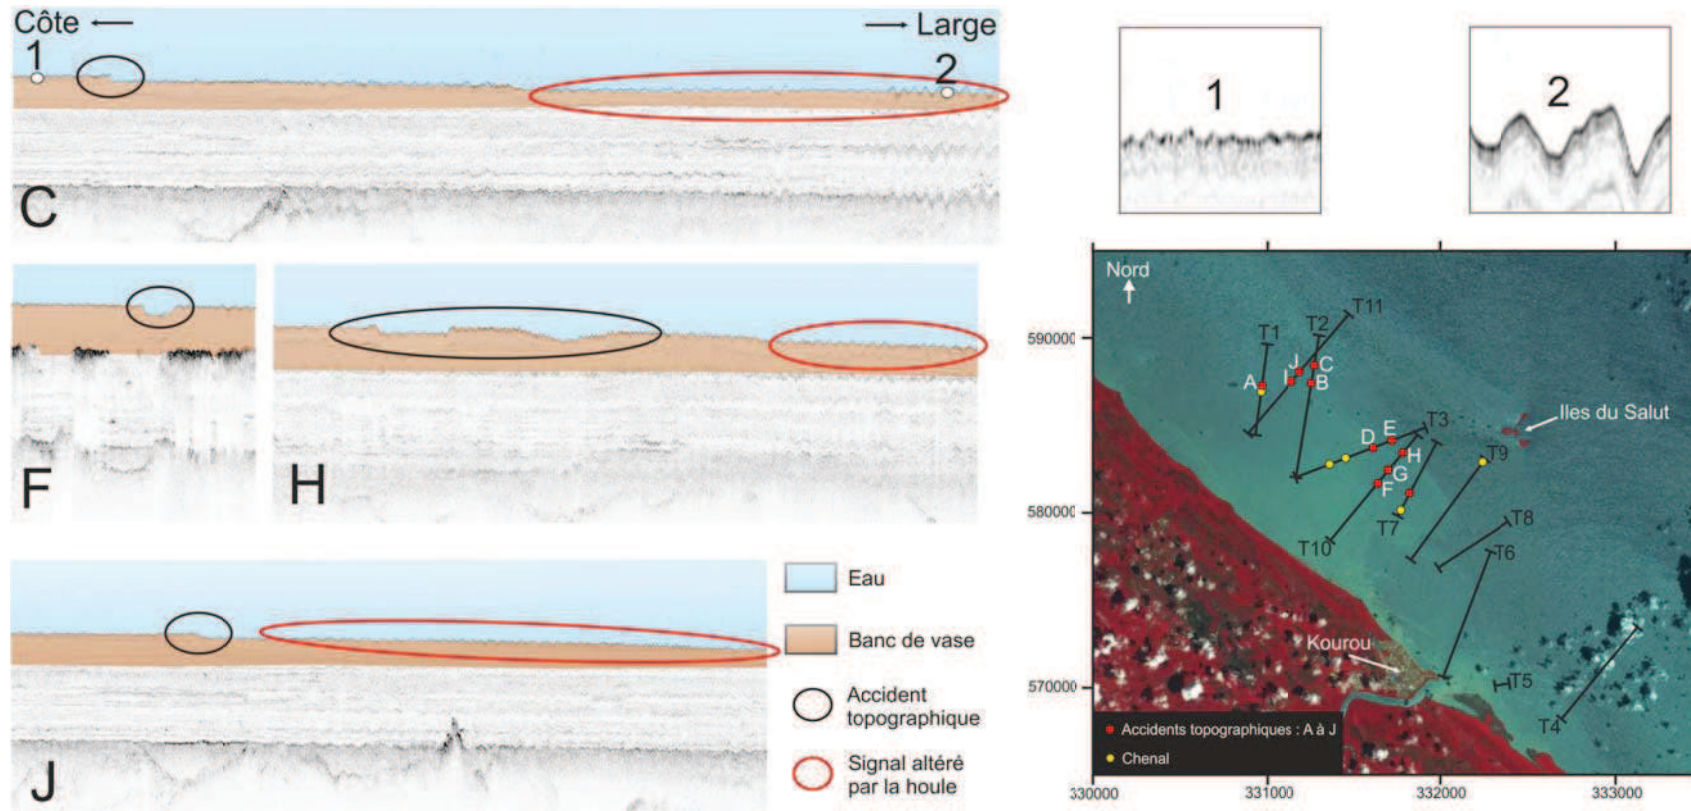 Côte
Large
1
2
C
F
H
J
Eau
Banc de vase
Accident
topographique
Signal altéré
par la houle
1
2
Nord
T11
T1
T2
J
C
A
I
B
Iles du Salut
T3
E
D
H
T9
G
F
T7
T8
T10
T6
Kourou
T5
T4
Accidents topographiques : A à J
Chenal
590000
580000
570000
330000
331000
332000
333000